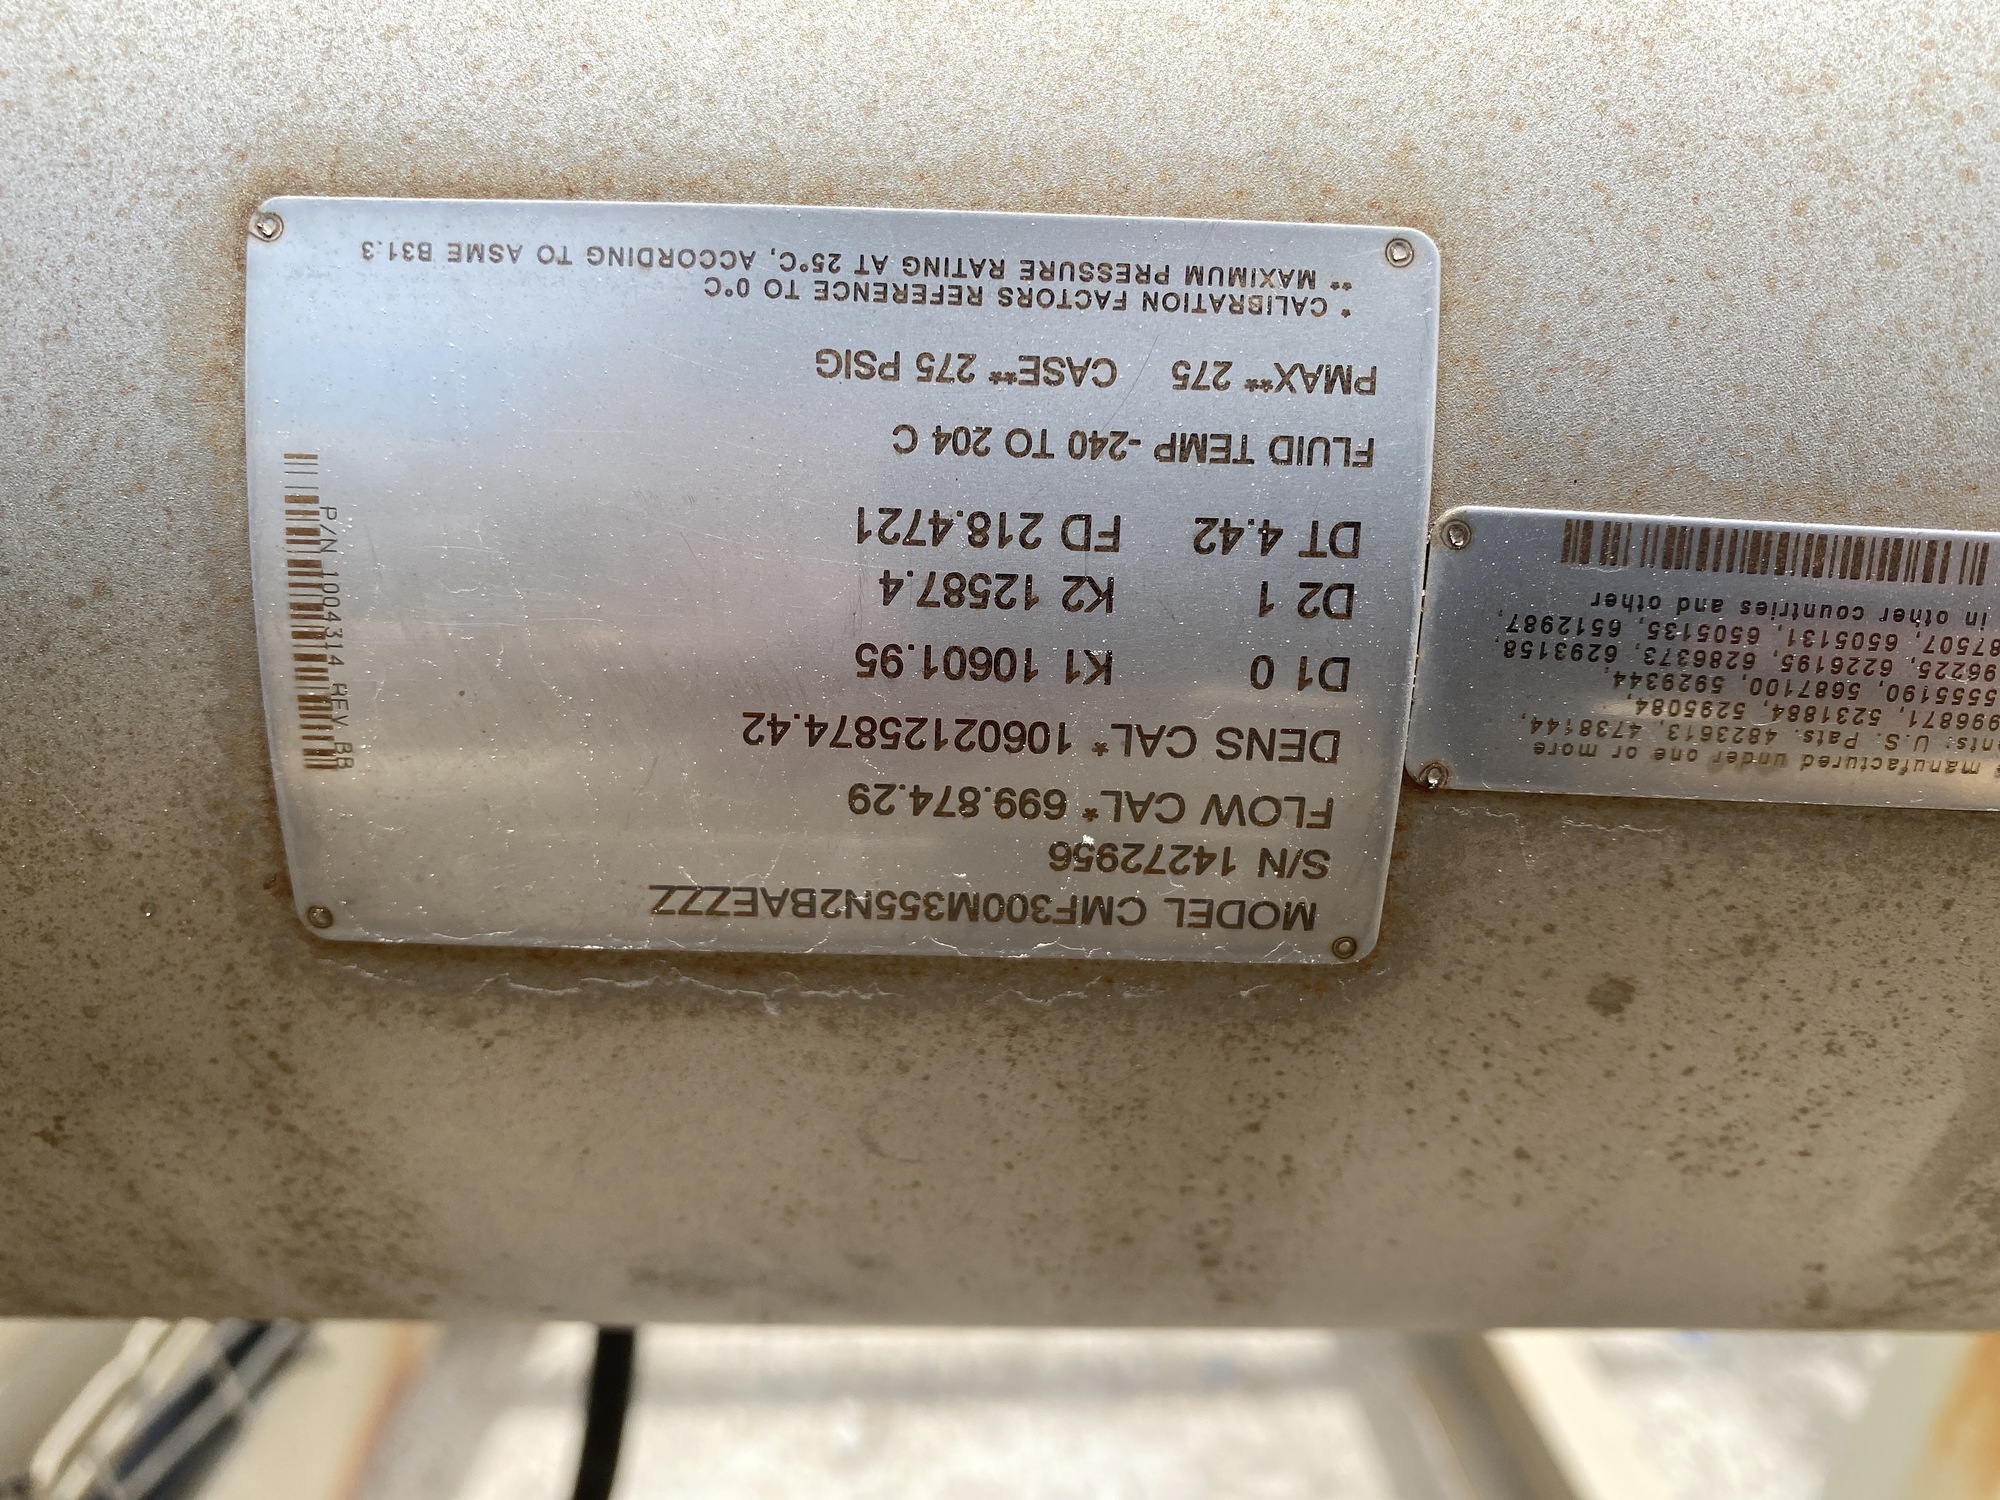 MODEL CMF300M355N2BAEZZZ
S/N 14272956
FLOW CAL* 699.874.29
DENS CAL* 10602125874.42
D1 0 K1 10601.95
D2 1 K2 12587.4
DT 4.42 FD 218.4721
FLUID TEMP -240 TO 204 C
PMAX** 275 CASE** 275 PSIG
* CALIBRATION FACTORS REFERENCE TO 0°C
** MAXIMUM PRESSURE RATING AT 25°C, ACCORDING TO ASME B31.3
P/N 1004314 REV BB
manufactured under one or more
U.S. Pats. 4823613, 4738144,
5231884, 5295084,
5555190, 5687100, 5929344,
6226195, 6286373, 6293158,
6505131, 6505135, 6512987,
in other countries and other